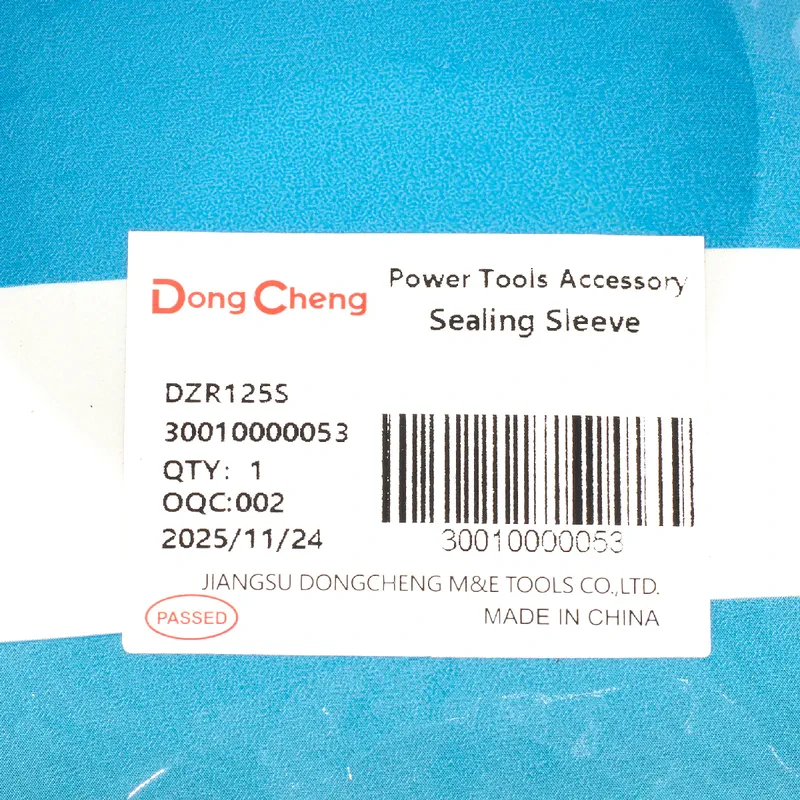 Dong Cheng
Power Tools Accessory
Sealing Sleeve
DZR125S
30010000053
QTY: 1
OQC:002
2025/11/24
30010000053
JIANGSU DONGCHENG M&E TOOLS CO.,LTD.
PASSED
MADE IN CHINA